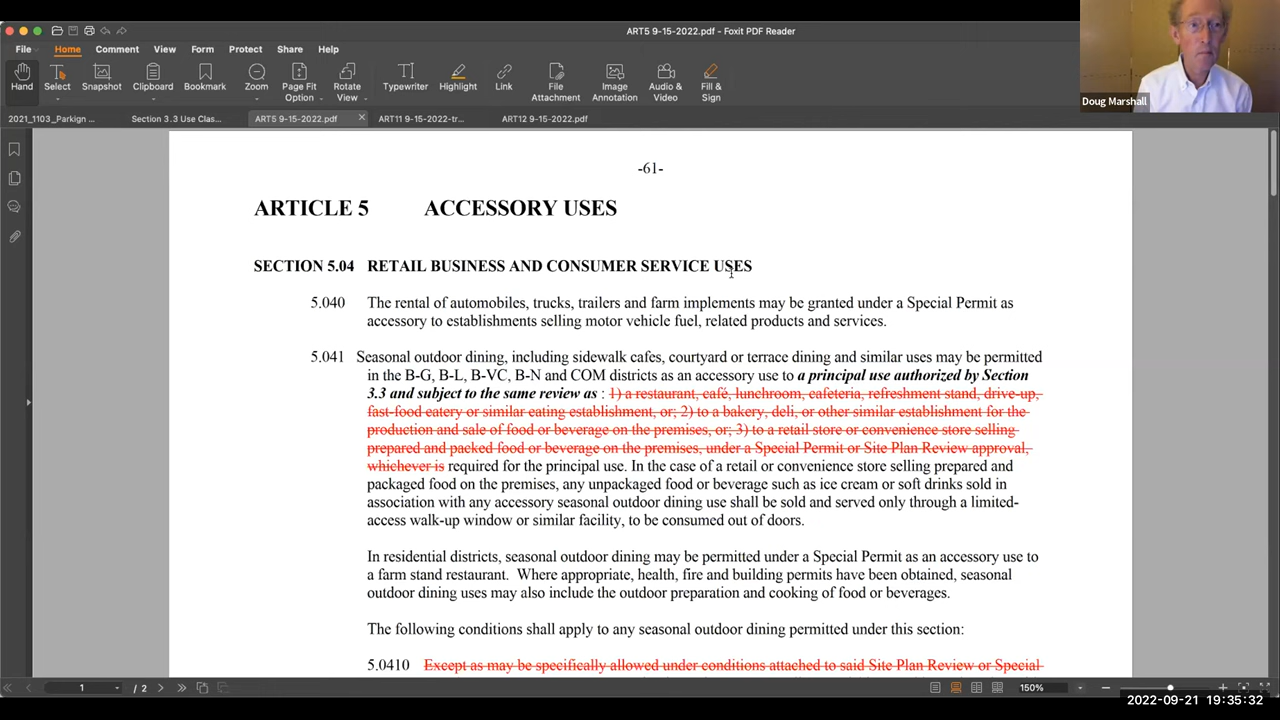 ART5 9-15-2022.pdf - Foxit PDF Reader
File Home Comment View Form Protect Share Help
Hand Select Snapshot Clipboard Bookmark Zoom Page Fit Option Rotate View Typewriter Highlight Link File Attachment Image Annotation Audio & Video Fill & Sign
Doug Marshall
2021_1103_Parkign ... Section 3.3 Use Clas... ART5 9-15-2022.pdf ART11 9-15-2022-tr... ART12 9-15-2022.pdf
-61-
ARTICLE 5 ACCESSORY USES
SECTION 5.04 RETAIL BUSINESS AND CONSUMER SERVICE USES
5.040 The rental of automobiles, trucks, trailers and farm implements may be granted under a Special Permit as
accessory to establishments selling motor vehicle fuel, related products and services.
5.041 Seasonal outdoor dining, including sidewalk cafes, courtyard or terrace dining and similar uses may be permitted
in the B-G, B-L, B-VC, B-N and COM districts as an accessory use to a principal use authorized by Section
3.3 and subject to the same review as : 1) a restaurant, café, lunchroom, cafeteria, refreshment stand, drive-up,
fast-food eatery or similar eating establishment, or; 2) to a bakery, deli, or other similar establishment for the
production and sale of food or beverage on the premises, or; 3) to a retail store or convenience store selling
prepared and packed food or beverage on the premises, under a Special Permit or Site Plan Review approval,
whichever is required for the principal use. In the case of a retail or convenience store selling prepared and
packaged food on the premises, any unpackaged food or beverage such as ice cream or soft drinks sold in
association with any accessory seasonal outdoor dining use shall be sold and served only through a limited-
access walk-up window or similar facility, to be consumed out of doors.
In residential districts, seasonal outdoor dining may be permitted under a Special Permit as an accessory use to
a farm stand restaurant. Where appropriate, health, fire and building permits have been obtained, seasonal
outdoor dining uses may also include the outdoor preparation and cooking of food or beverages.
The following conditions shall apply to any seasonal outdoor dining permitted under this section:
5.0410 Except as may be specifically allowed under conditions attached to said Site Plan Review or Special
1 / 2 150%
2022-09-21 19:35:32